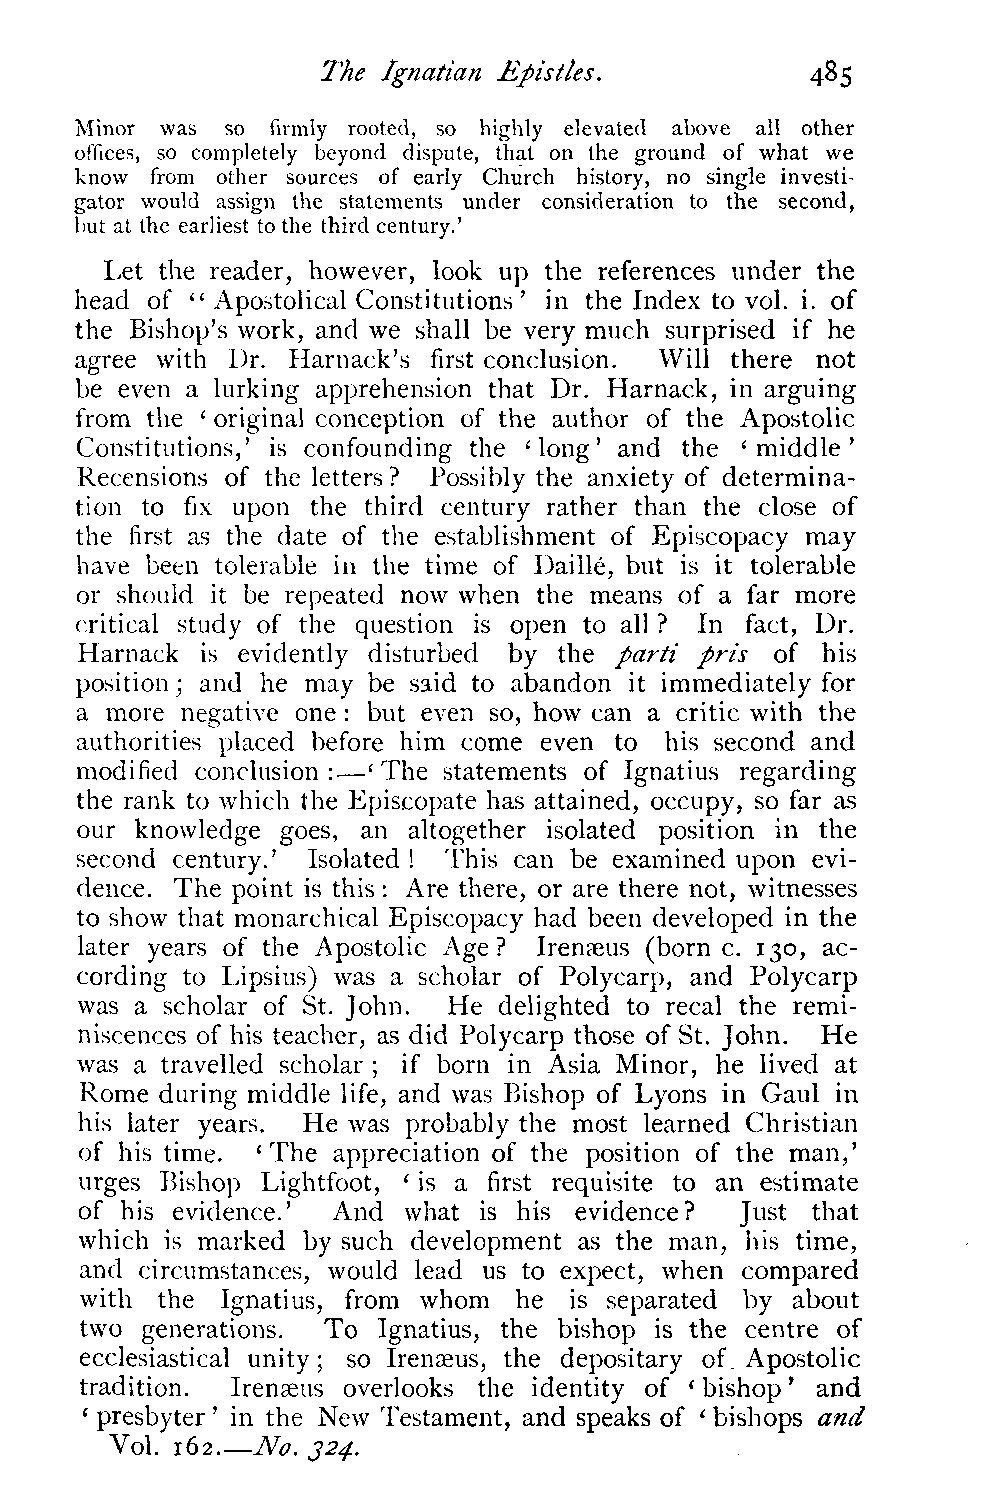 The Ignatian Epistles. 485
Minor was so firmly rooted, so highly elevated above all other
offices, so completely beyond dispute, that on the ground of what we
know from other sources of early Church history, no single investi-
gator would assign the statements under consideration to the second,
but at the earliest to the third century.'
Let the reader, however, look up the references under the
head of “ Apostolical Constitutions ’ in the Index to vol. i. of
the Bishop's work, and we shall be very much surprised if he
agree with Dr. Harnack's first conclusion. Will there not
be even a lurking apprehension that Dr. Harnack, in arguing
from the ‘ original conception of the author of the Apostolic
Constitutions,’ is confounding the ‘ long ’ and the ‘ middle ’
Recensions of the letters ? Possibly the anxiety of determina-
tion to fix upon the third century rather than the close of
the first as the date of the establishment of Episcopacy may
have been tolerable in the time of Daillé, but is it tolerable
or should it be repeated now when the means of a far more
critical study of the question is open to all ? In fact, Dr.
Harnack is evidently disturbed by the parti pris of his
position ; and he may be said to abandon it immediately for
a more negative one : but even so, how can a critic with the
authorities placed before him come even to his second and
modified conclusion :—‘ The statements of Ignatius regarding
the rank to which the Episcopate has attained, occupy, so far as
our knowledge goes, an altogether isolated position in the
second century.’ Isolated ! This can be examined upon evi-
dence. The point is this : Are there, or are there not, witnesses
to show that monarchical Episcopacy had been developed in the
later years of the Apostolic Age ? Irenæus (born c. 130, ac-
cording to Lipsius) was a scholar of Polycarp, and Polycarp
was a scholar of St. John. He delighted to recal the remi-
niscences of his teacher, as did Polycarp those of St. John. He
was a travelled scholar ; if born in Asia Minor, he lived at
Rome during middle life, and was Bishop of Lyons in Gaul in
his later years. He was probably the most learned Christian
of his time. ‘ The appreciation of the position of the man,’
urges Bishop Lightfoot, ‘ is a first requisite to an estimate
of his evidence.’ And what is his evidence ? Just that
which is marked by such development as the man, his time,
and circumstances, would lead us to expect, when compared
with the Ignatius, from whom he is separated by about
two generations. To Ignatius, the bishop is the centre of
ecclesiastical unity ; so Irenæus, the depositary of Apostolic
tradition. Irenæus overlooks the identity of ‘ bishop ’ and
‘ presbyter ’ in the New Testament, and speaks of ‘ bishops and
Vol. 162.—No. 324.